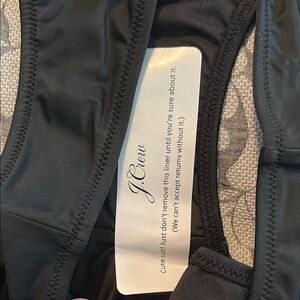 J.Crew
Cute suit! Just don't remove this liner until you're sure about it.
(We can't accept returns without it.)